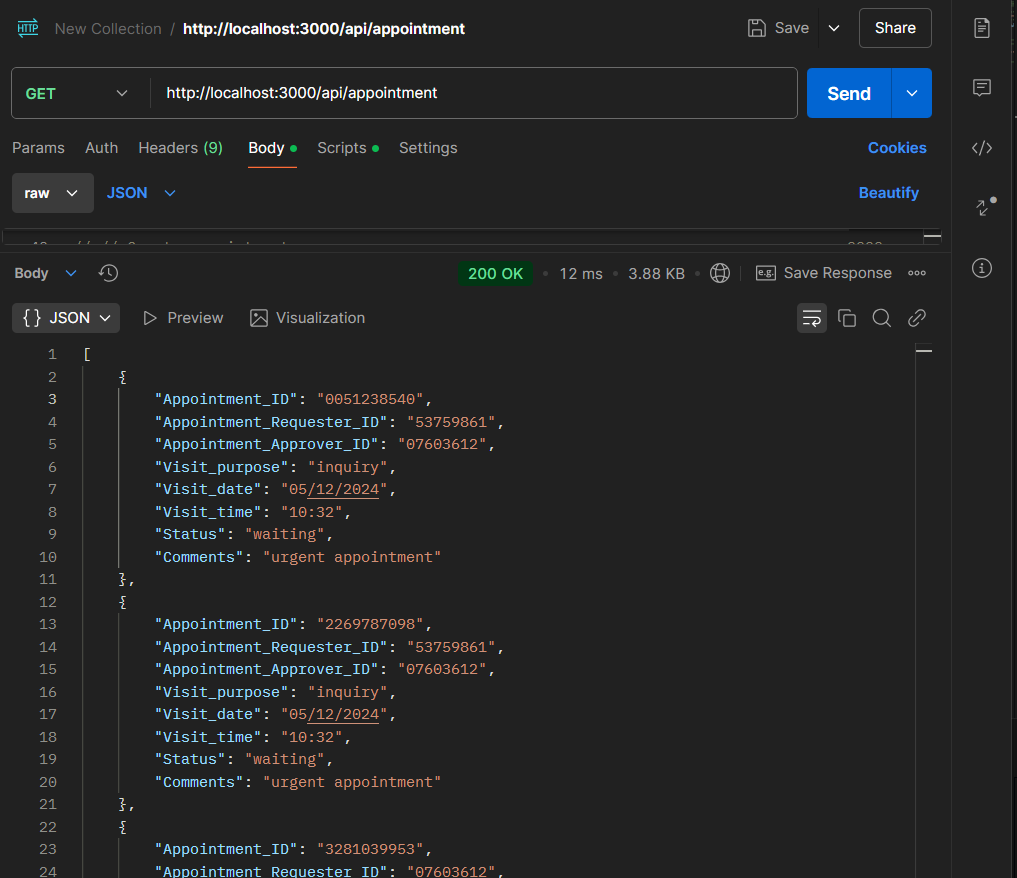 HTTP New Collection / http://localhost:3000/api/appointment Save Share
GET http://localhost:3000/api/appointment Send
Params Auth Headers (9) Body Scripts Settings Cookies
raw JSON Beautify
Body 200 OK • 12 ms • 3.88 KB • e.g. Save Response
{} JSON Preview Visualization
1 [
2 {
3 "Appointment_ID": "0051238540",
4 "Appointment_Requester_ID": "53759861",
5 "Appointment_Approver_ID": "07603612",
6 "Visit_purpose": "inquiry",
7 "Visit_date": "05/12/2024",
8 "Visit_time": "10:32",
9 "Status": "waiting",
10 "Comments": "urgent appointment"
11 },
12 {
13 "Appointment_ID": "2269787098",
14 "Appointment_Requester_ID": "53759861",
15 "Appointment_Approver_ID": "07603612",
16 "Visit_purpose": "inquiry",
17 "Visit_date": "05/12/2024",
18 "Visit_time": "10:32",
19 "Status": "waiting",
20 "Comments": "urgent appointment"
21 },
22 {
23 "Appointment_ID": "3281039953",
24 "Appointment_Requester_ID": "07603612",